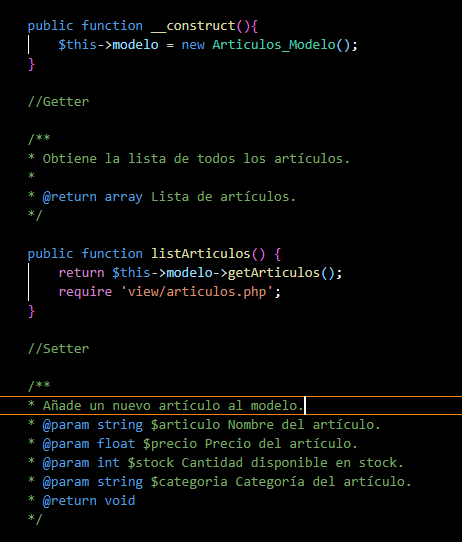 public function __construct(){
$this->modelo = new Articulos_Modelo();
}
//Getter
/**
* Obtiene la lista de todos los artículos.
*
* @return array Lista de artículos.
*/
public function listArticulos() {
return $this->modelo->getArticulos();
require 'view/articulos.php';
}
//Setter
/**
* Añade un nuevo artículo al modelo.
* @param string $articulo Nombre del artículo.
* @param float $precio Precio del artículo.
* @param int $stock Cantidad disponible en stock.
* @param string $categoria Categoría del artículo.
* @return void
*/